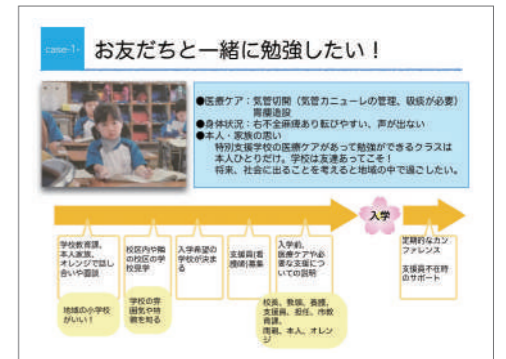 case-1-
お友だちと一緒に勉強したい！
●医療ケア：気管切開（気管カニューレの管理、吸痰が必要）
胃瘻造設
●身体状況：右不全麻痺あり転びやすい、声が出ない
●本人・家族の思い
特別支援学校の医療ケアがあって勉強ができるクラスは
本人ひとりだけ。学校は友達あってこそ！
将来、社会に出ることを考えると地域の中で過ごしたい。
入学
学校教育課、
本人家族、
オレンジで話し
合いや面談
校区内や隣
の校区の学
校見学
入学希望の
学校が決ま
る
支援員(看
護師)募集
入学前、
医療ケアや必
要な支援につ
いての説明
定期的なカン
ファレンス
支援員不在時
のサポート
地域の小学校
がいい！
学校の雰
囲気や特
徴を知る
校長、教頭、養護、
支援員、担任、市教
育課、
両親、本人、オレン
ジ